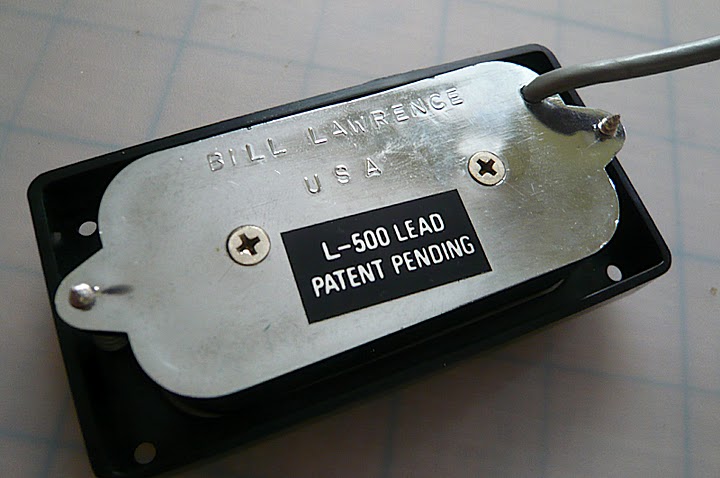 BILL LAWRENCE
USA
L-500 LEAD
PATENT PENDING